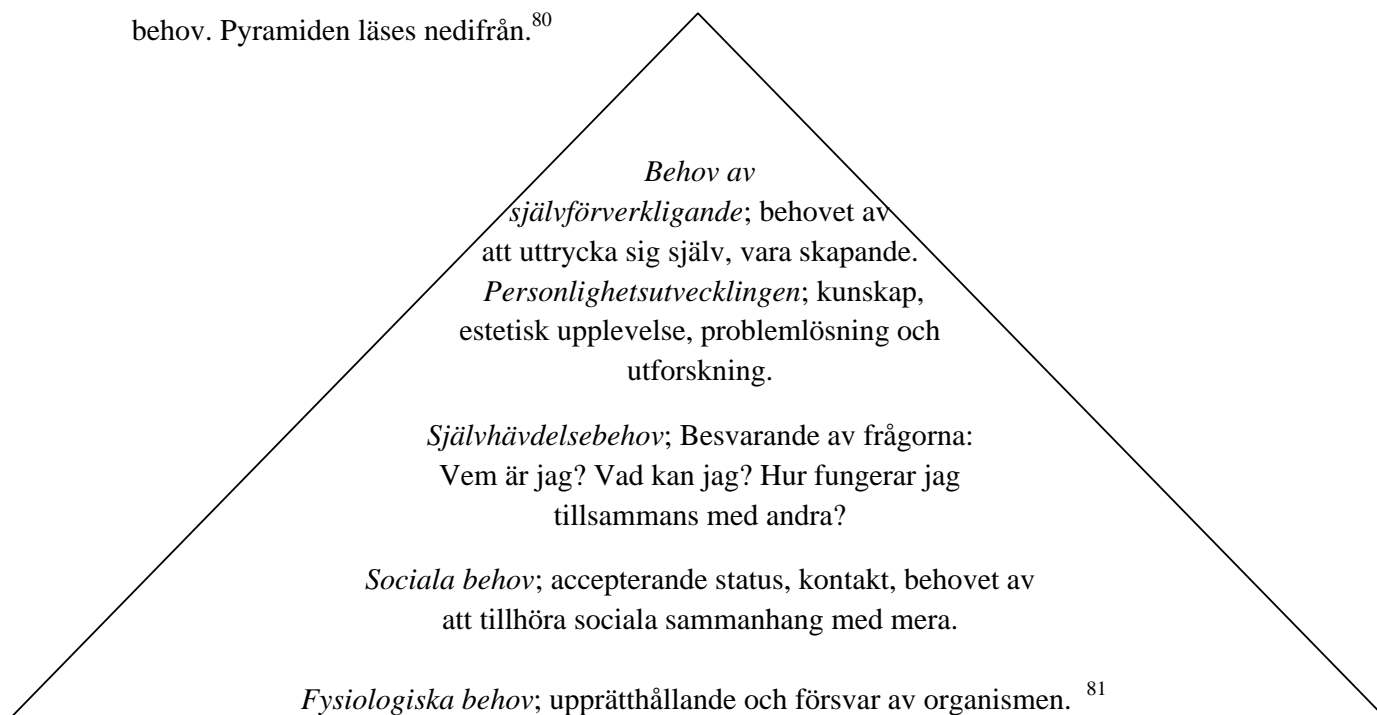 behov. Pyramiden läses nedifrån.80
Behov av
självförverkligande; behovet av
att uttrycka sig själv, vara skapande.
Personlighetsutvecklingen; kunskap,
estetisk upplevelse, problemlösning och
utforskning.
Självhävdelsebehov; Besvarande av frågorna:
Vem är jag? Vad kan jag? Hur fungerar jag
tillsammans med andra?
Sociala behov; accepterande status, kontakt, behovet av
att tillhöra sociala sammanhang med mera.
Fysiologiska behov; upprätthållande och försvar av organismen. 81